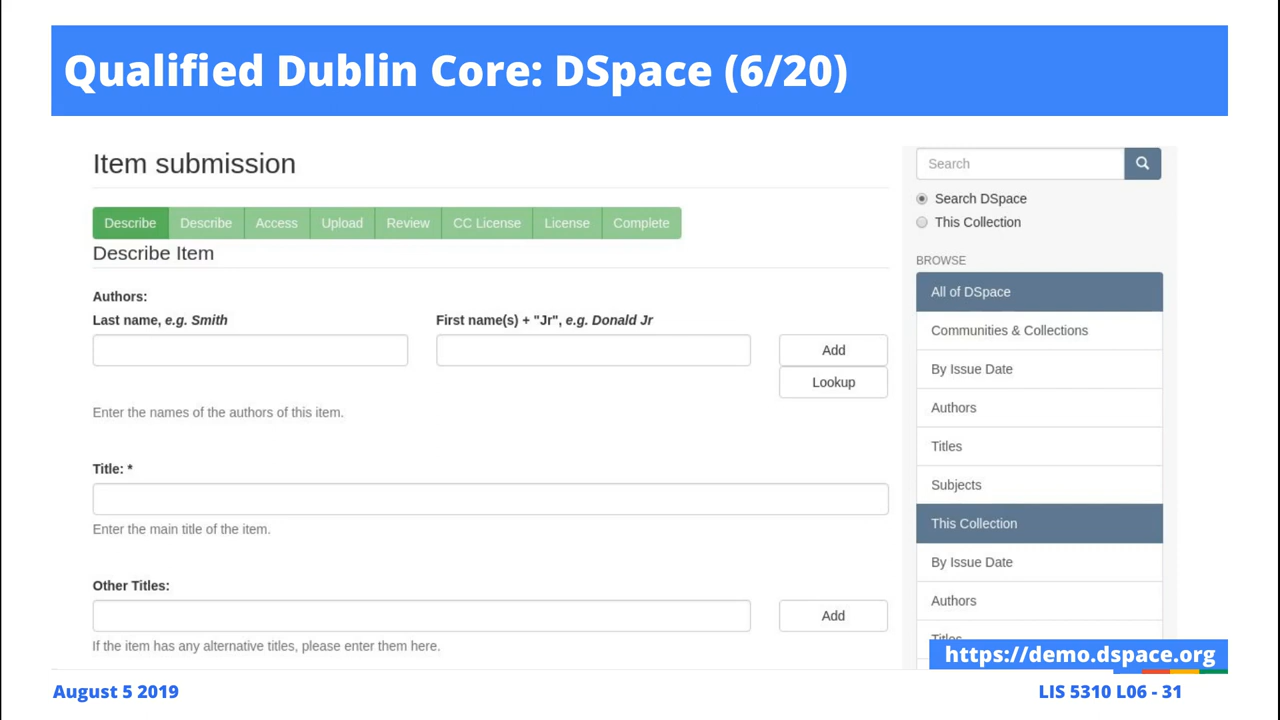 Qualified Dublin Core: DSpace (6/20)
Item submission
Describe Describe Access Upload Review CC License License Complete
Describe Item
Authors:
Last name, e.g. Smith First name(s) + "Jr", e.g. Donald Jr
Add
Lookup
Enter the names of the authors of this item.
Title: *
Enter the main title of the item.
Other Titles:
Add
If the item has any alternative titles, please enter them here.
Search
Search DSpace
This Collection
BROWSE
All of DSpace
Communities & Collections
By Issue Date
Authors
Titles
Subjects
This Collection
By Issue Date
Authors
Titles
https://demo.dspace.org
August 5 2019
LIS 5310 L06 - 31